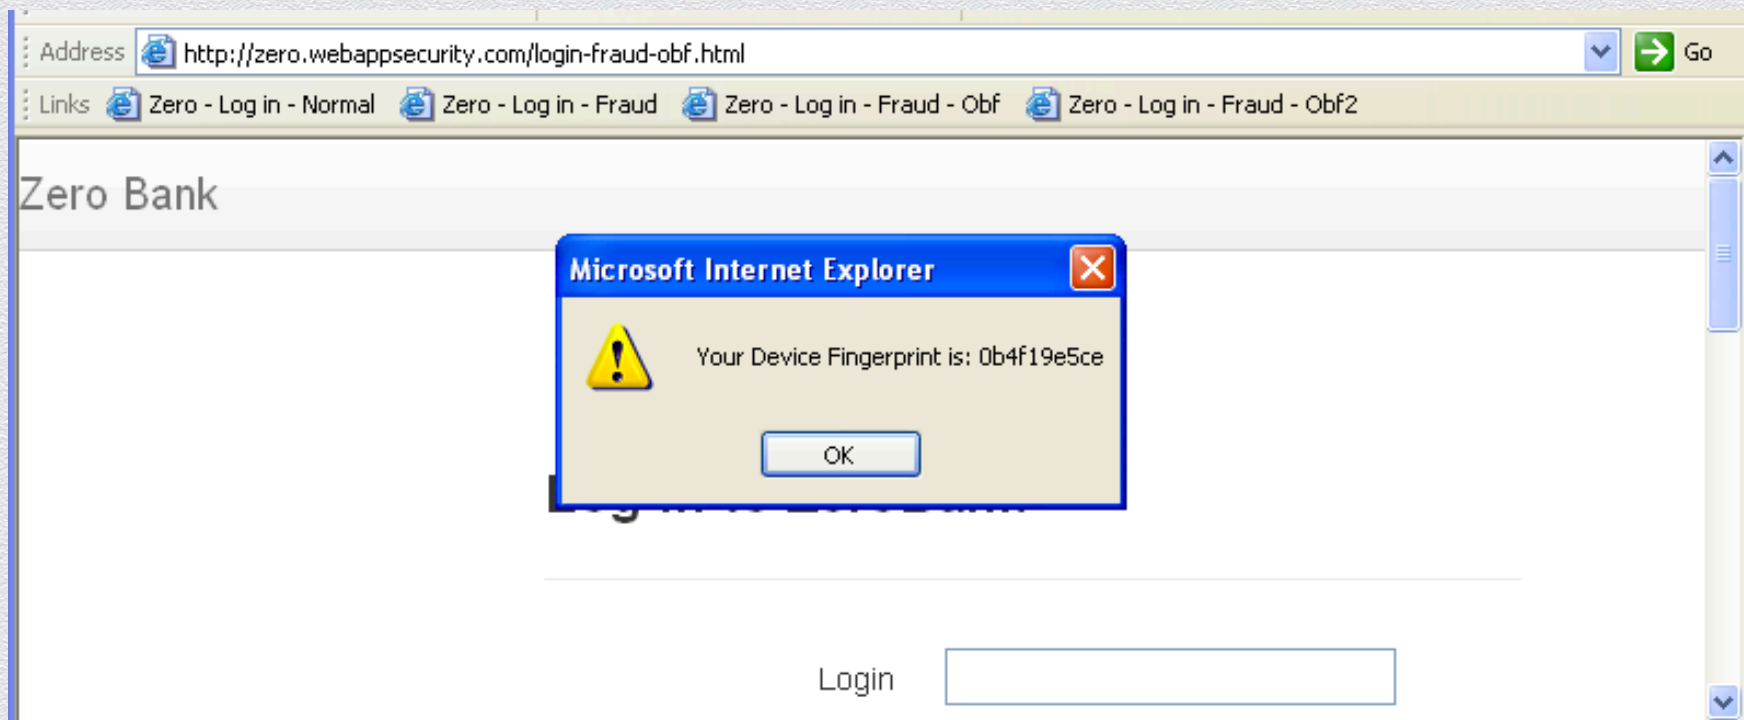 Address http://zero.webappsecurity.com/login-fraud-obf.html Go
Links Zero - Log in - Normal Zero - Log in - Fraud Zero - Log in - Fraud - Obf Zero - Log in - Fraud - Obf2
Zero Bank
Microsoft Internet Explorer
Your Device Fingerprint is: 0b4f19e5ce
OK
Login